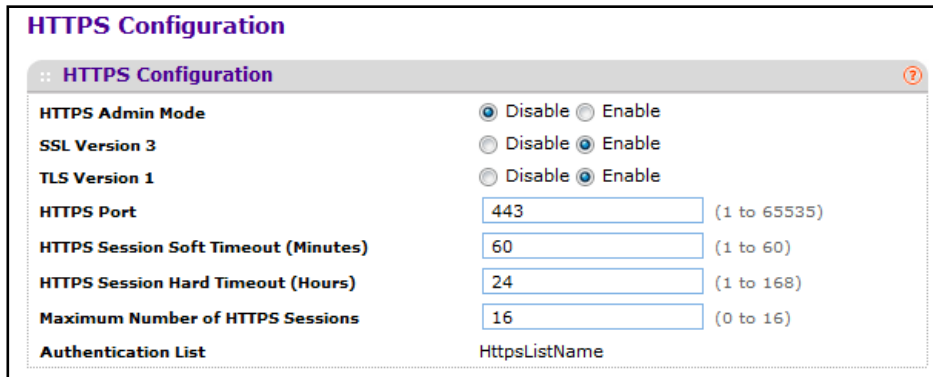 HTTPS Configuration
:: HTTPS Configuration ?
HTTPS Admin Mode Disable Enable
SSL Version 3 Disable Enable
TLS Version 1 Disable Enable
HTTPS Port 443 (1 to 65535)
HTTPS Session Soft Timeout (Minutes) 60 (1 to 60)
HTTPS Session Hard Timeout (Hours) 24 (1 to 168)
Maximum Number of HTTPS Sessions 16 (0 to 16)
Authentication List HttpsListName